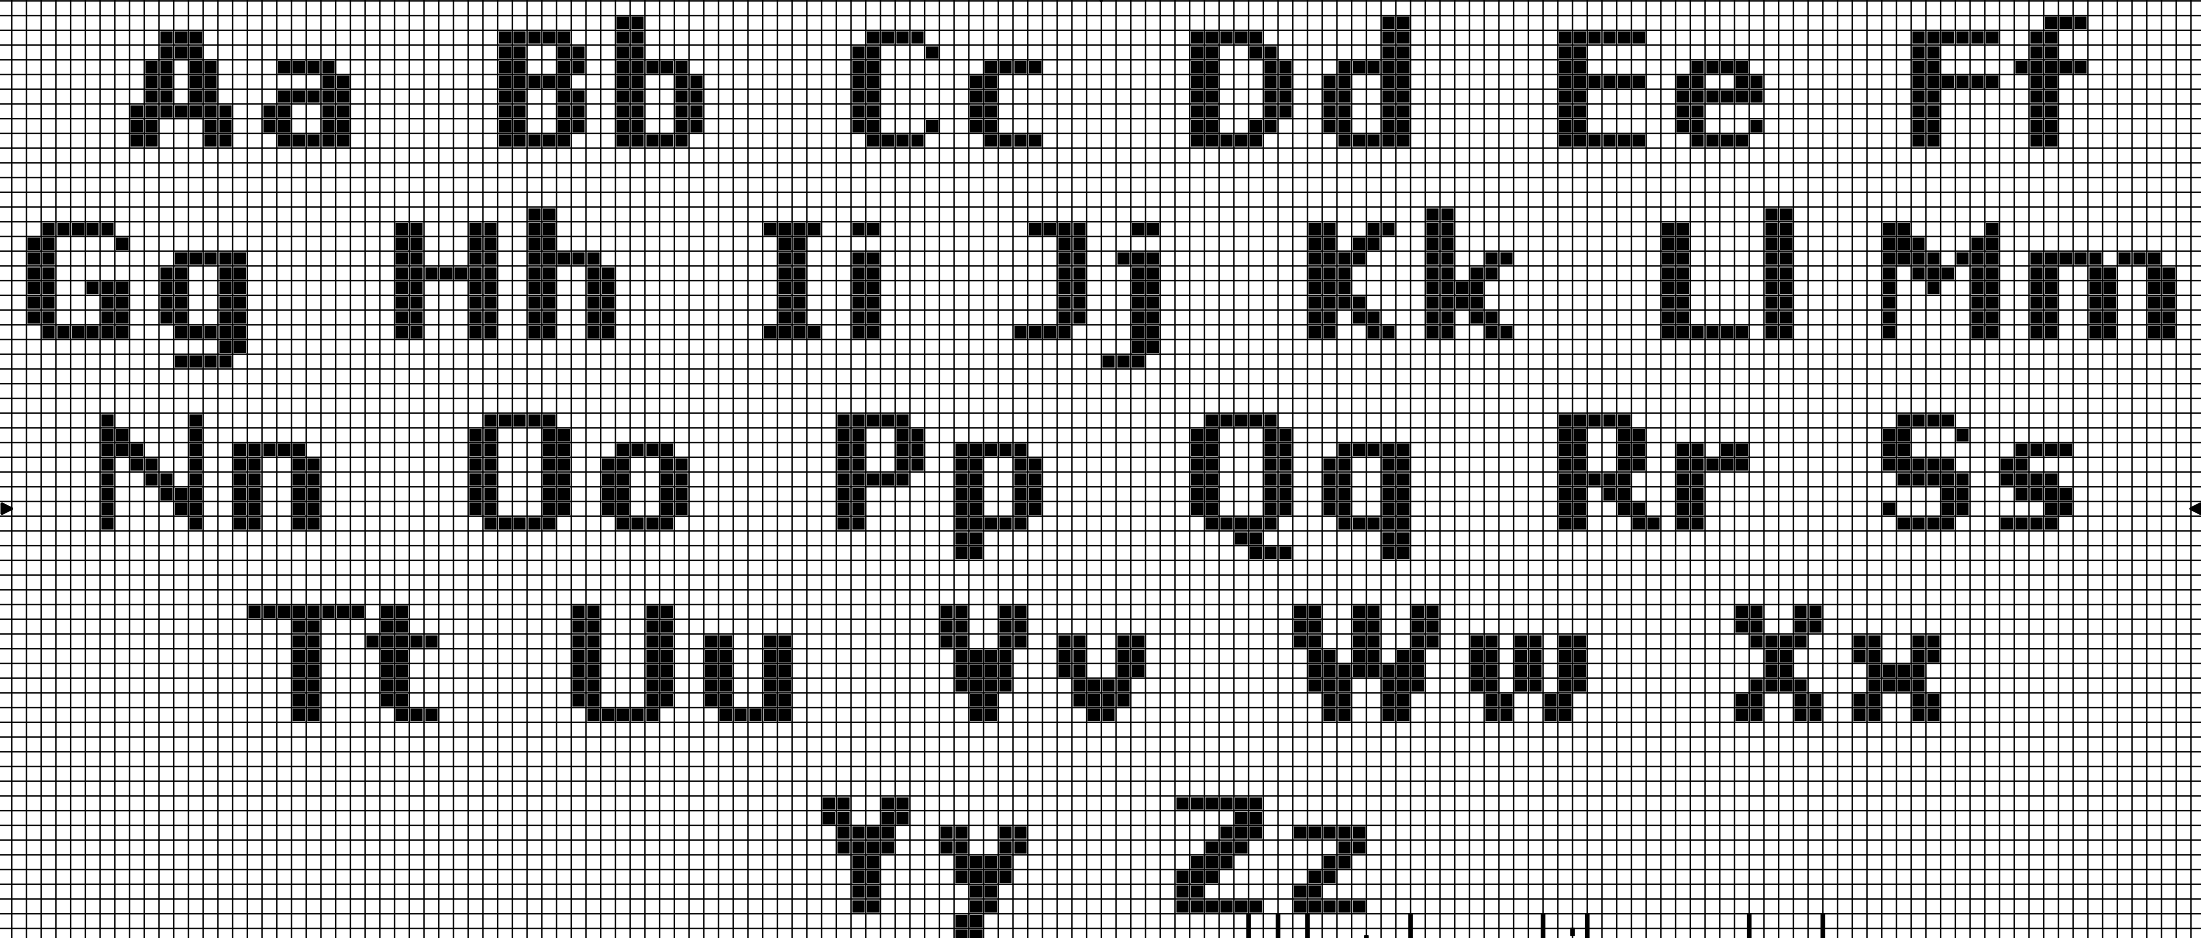 Aa Bb Cc Dd Ee Ff
Gg Hh Ii Jj Kk Ll Mm
Nn Oo Pp Qq Rr Ss
Tt Uu Vv Ww Xx
Yy Zz